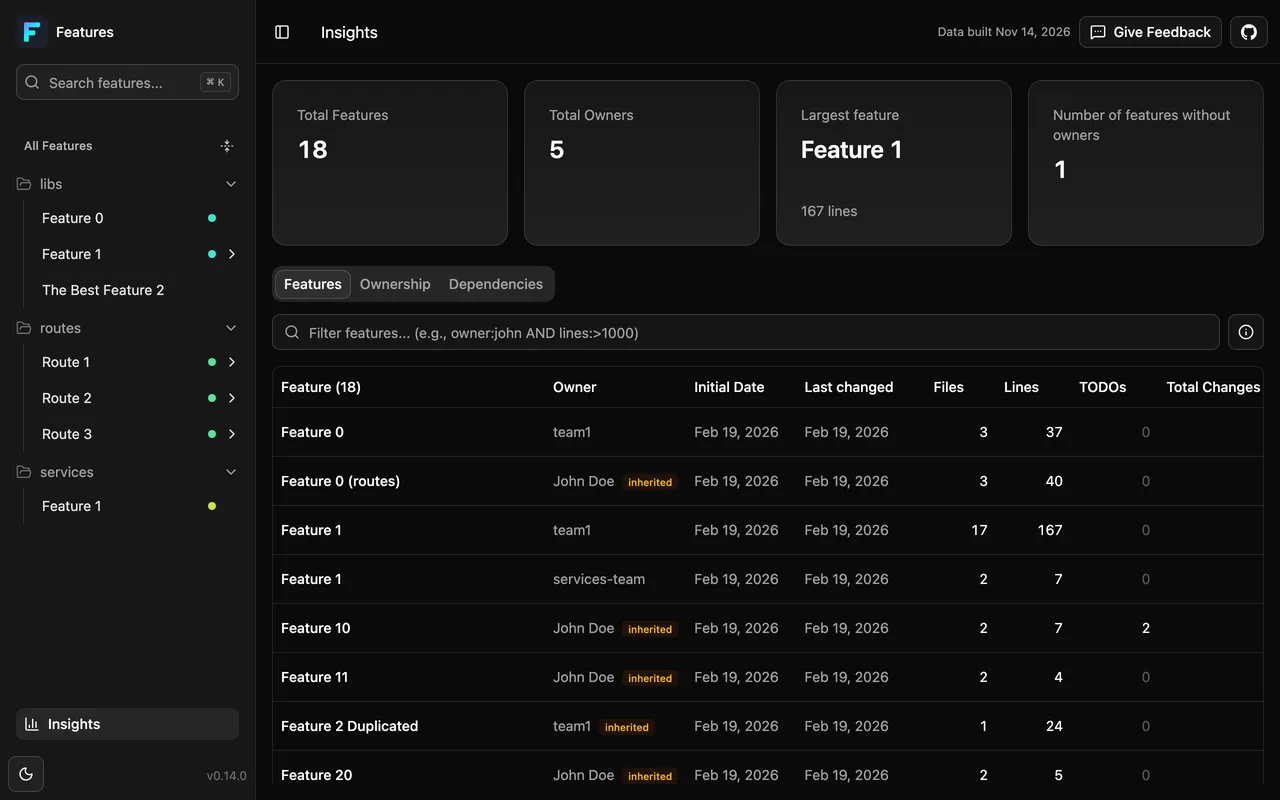 Features
Search features...
⌘ K
All Features
libs
Feature 0
Feature 1
The Best Feature 2
routes
Route 1
Route 2
Route 3
services
Feature 1
Insights
v0.14.0
Insights
Data built Nov 14, 2026
Give Feedback
Total Features
18
Total Owners
5
Largest feature
Feature 1
167 lines
Number of features without
owners
1
Features Ownership Dependencies
Filter features... (e.g., owner:john AND lines:>1000)
Feature (18) Owner Initial Date Last changed Files Lines TODOs Total Changes
Feature 0 team1 Feb 19, 2026 Feb 19, 2026 3 37 0
Feature 0 (routes) John Doe inherited Feb 19, 2026 Feb 19, 2026 3 40 0
Feature 1 team1 Feb 19, 2026 Feb 19, 2026 17 167 0
Feature 1 services-team Feb 19, 2026 Feb 19, 2026 2 7 0
Feature 10 John Doe inherited Feb 19, 2026 Feb 19, 2026 2 7 2
Feature 11 John Doe inherited Feb 19, 2026 Feb 19, 2026 2 4 0
Feature 2 Duplicated team1 inherited Feb 19, 2026 Feb 19, 2026 1 24 0
Feature 20 John Doe inherited Feb 19, 2026 Feb 19, 2026 2 5 0